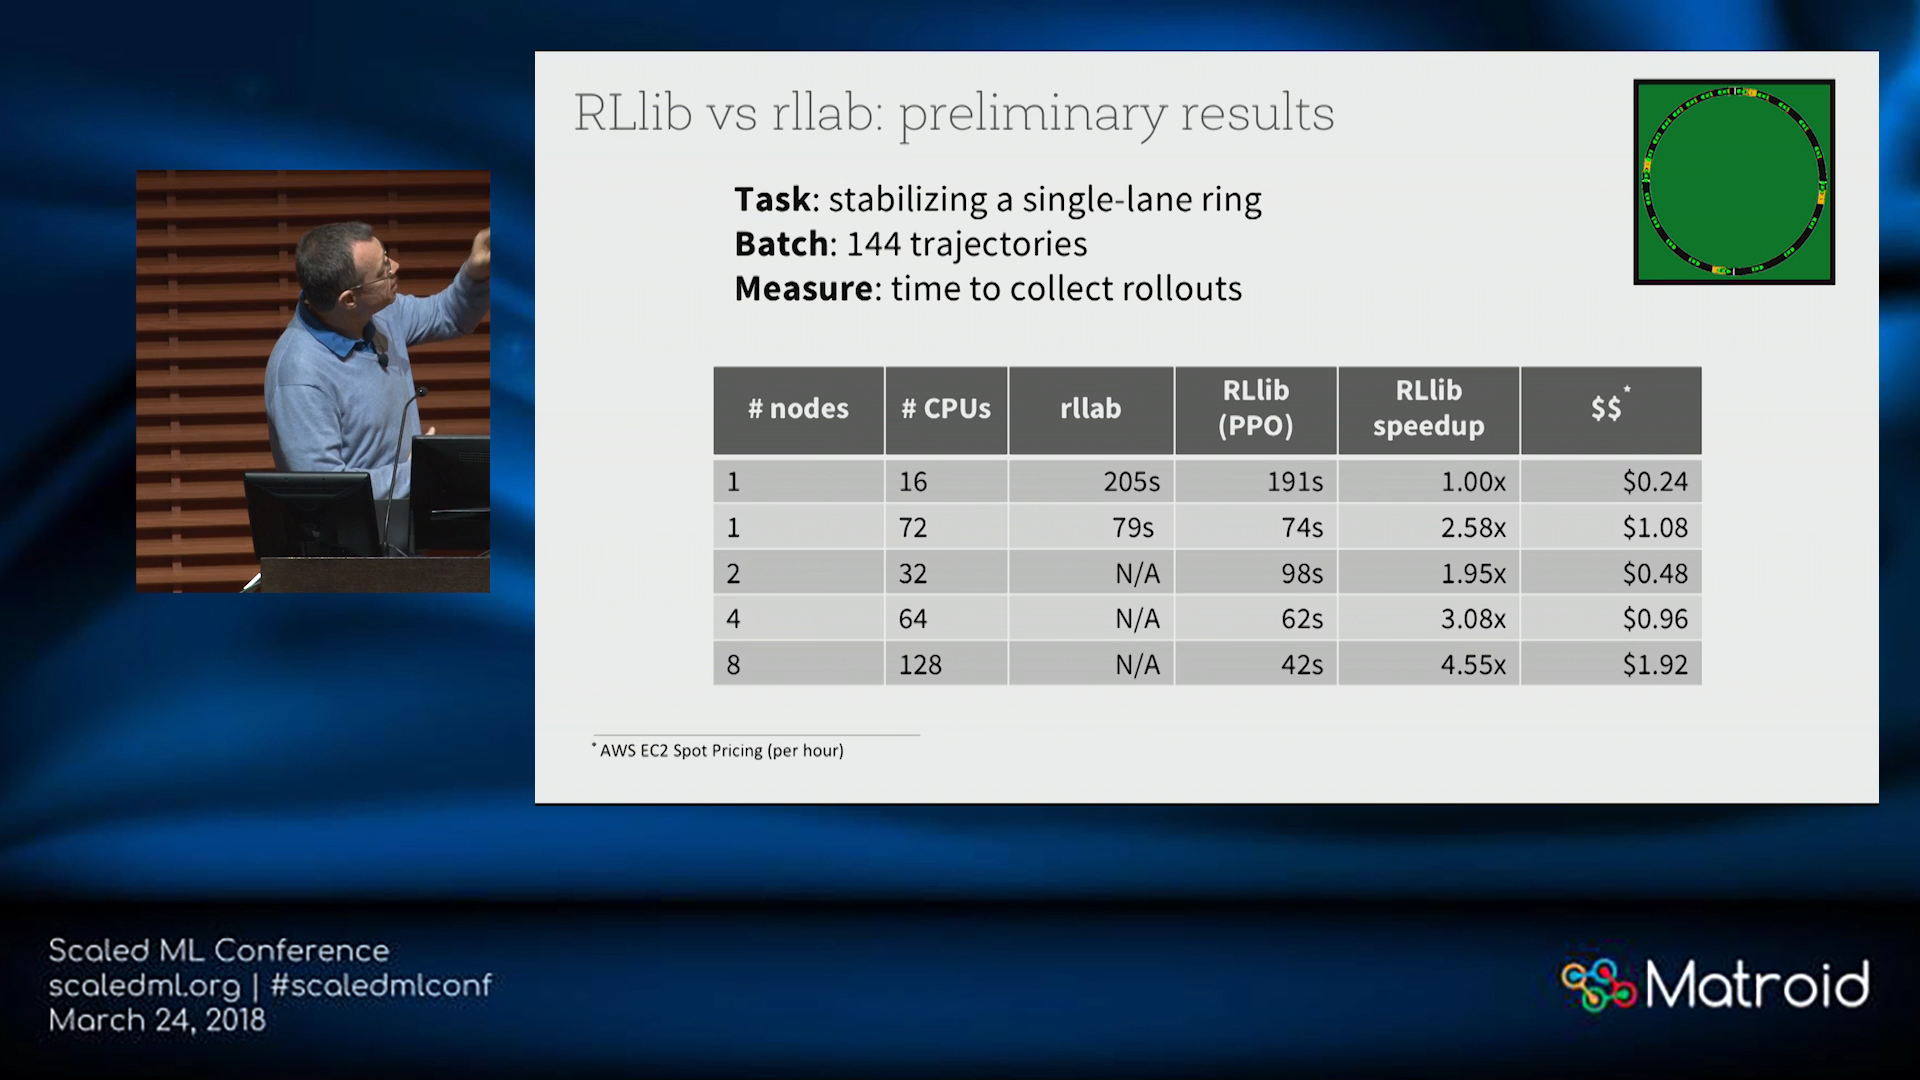 RLlib vs rllab: preliminary results
Task: stabilizing a single-lane ring
Batch: 144 trajectories
Measure: time to collect rollouts
# nodes # CPUs rllab RLlib (PPO) RLlib speedup $$*
1 16 205s 191s 1.00x $0.24
1 72 79s 74s 2.58x $1.08
2 32 N/A 98s 1.95x $0.48
4 64 N/A 62s 3.08x $0.96
8 128 N/A 42s 4.55x $1.92
* AWS EC2 Spot Pricing (per hour)
Scaled ML Conference
scaledml.org | #scaledmlconf
March 24, 2018
Matroid